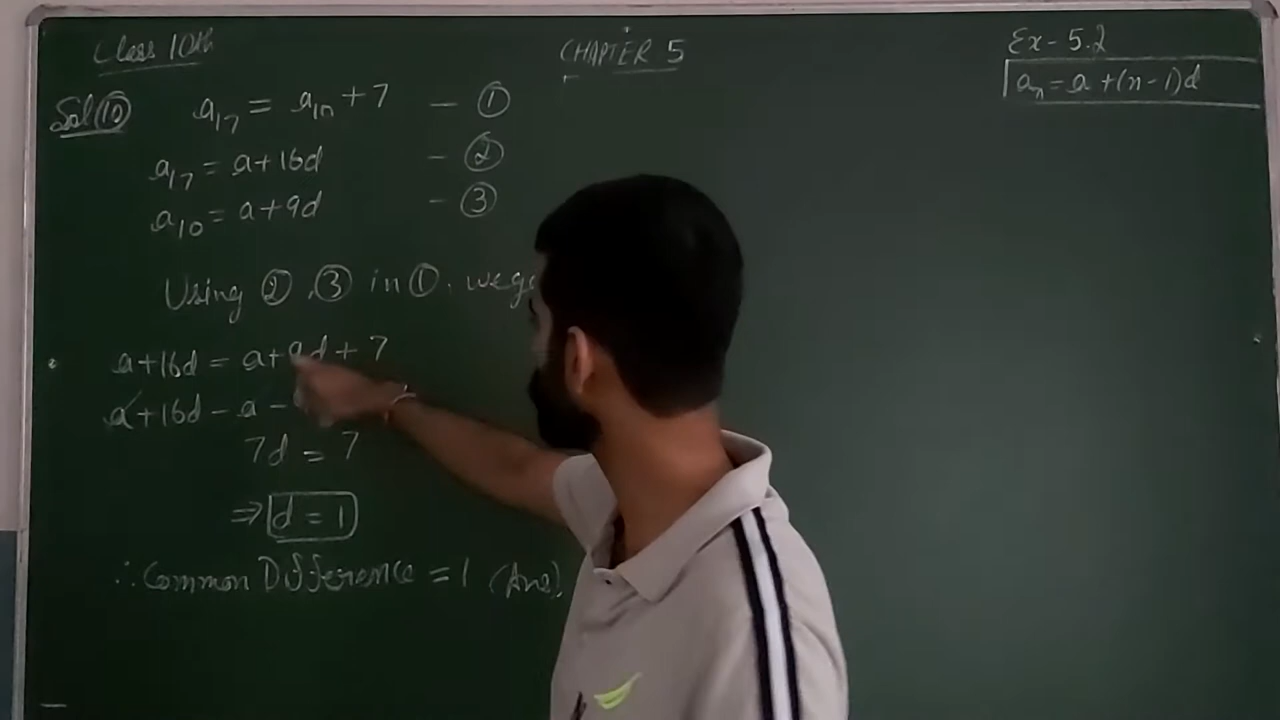 Class 10th
CHAPTER 5
Ex - 5.2
aₙ = a + (n-1)d
Sol (10)
a₁₇ = a₁₀ + 7 - ①
a₁₇ = a + 16d - ②
a₁₀ = a + 9d - ③
Using ②, ③ in ①, we
a + 16d = a + 9d + 7
a + 16d - a -
7d = 7
⇒ d = 1
∴ Common Difference = 1 (Ans).